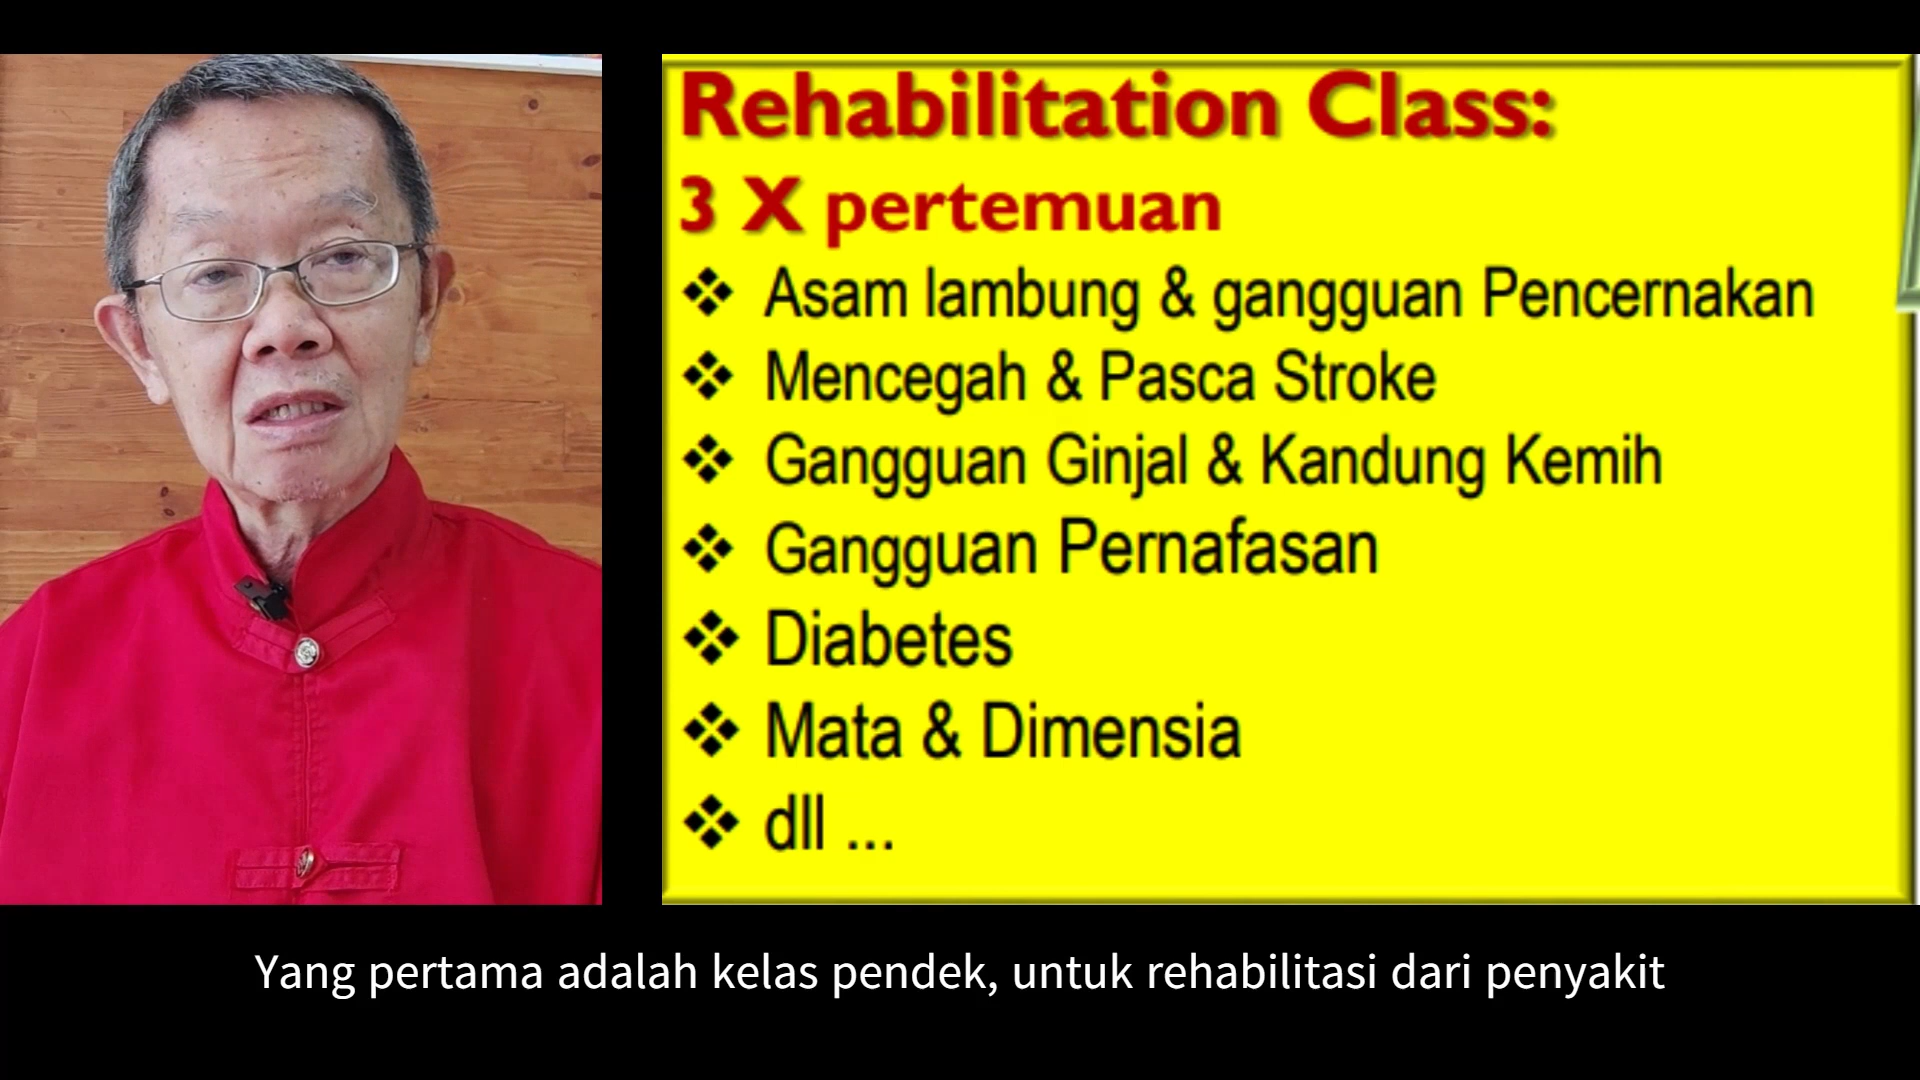 Rehabilitation Class:
3 X pertemuan
❖ Asam lambung & gangguan Pencernakan
❖ Mencegah & Pasca Stroke
❖ Gangguan Ginjal & Kandung Kemih
❖ Gangguan Pernafasan
❖ Diabetes
❖ Mata & Dimensia
❖ dll ...
Yang pertama adalah kelas pendek, untuk rehabilitasi dari penyakit